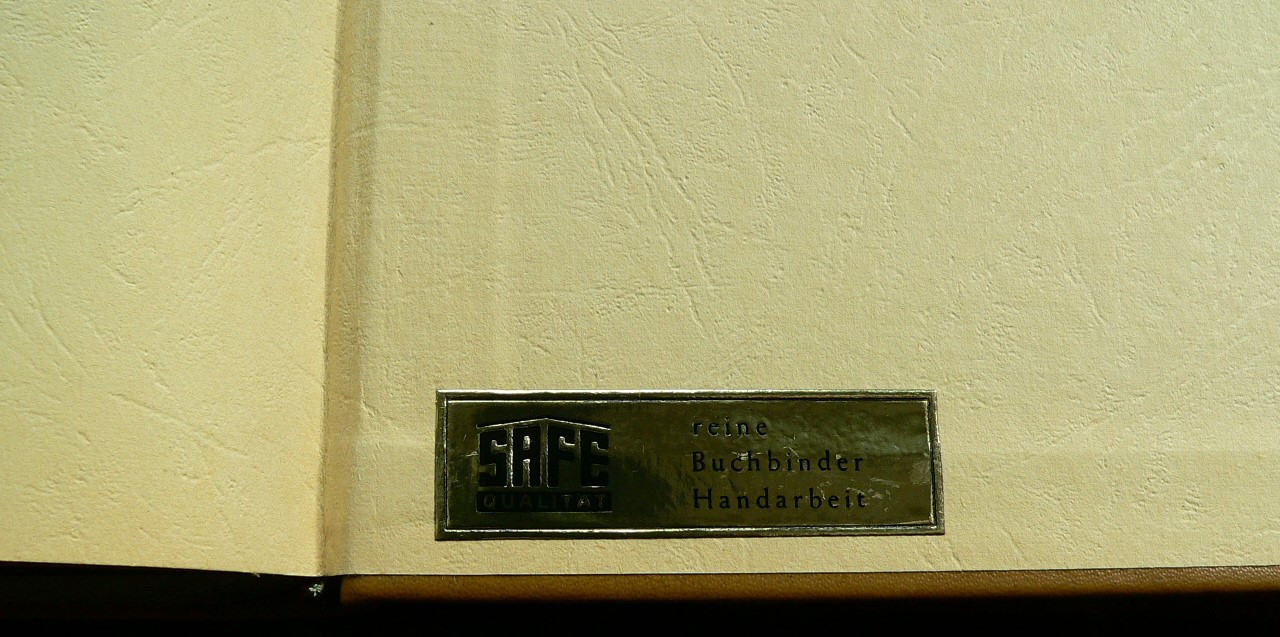 SAFE
QUALITÄT
reine
Buchbinder
Handarbeit